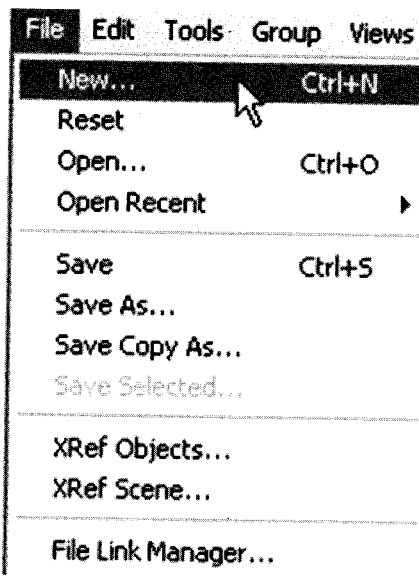 File Edit Tools Group Views
New... Ctrl+N
Reset
Open... Ctrl+O
Open Recent
Save Ctrl+S
Save As...
Save Copy As...
Save Selected...
XRef Objects...
XRef Scene...
File Link Manager...